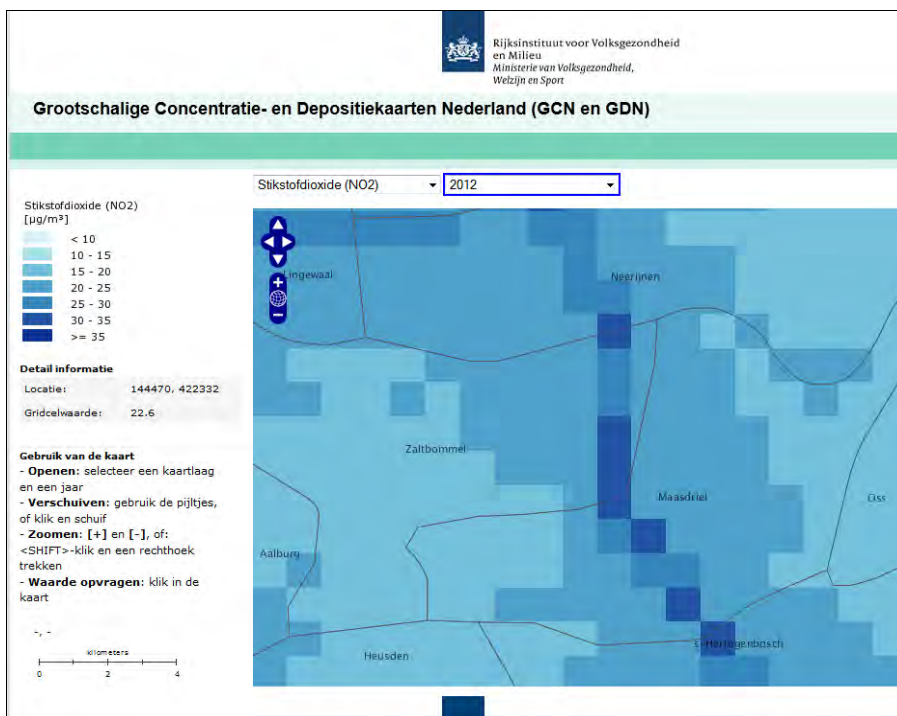 Rijksinstituut voor Volksgezondheid
en Milieu
Ministerie van Volksgezondheid,
Welzijn en Sport
Grootschalige Concentratie- en Depositiekaarten Nederland (GCN en GDN)
Stikstofdioxide (NO2)
2012
Stikstofdioxide (NO2)
[µg/m³]
< 10
10 - 15
15 - 20
20 - 25
25 - 30
30 - 35
>= 35
Detail informatie
Locatie: 144470, 422332
Gridcelwaarde: 22.6
Gebruik van de kaart
- Openen: selecteer een kaartlaag
en een jaar
- Verschuiven: gebruik de pijltjes,
of klik en schuif
- Zoomen: [+] en [-], of:
<SHIFT>-klik en een rechthoek
trekken
- Waarde opvragen: klik in de
kaart
-, -
kilometers
0 2 4
Lingewaal
Neerijnen
Zaltbommel
Maasdriel
Oss
Aalburg
Heusden
's-Hertogenbosch